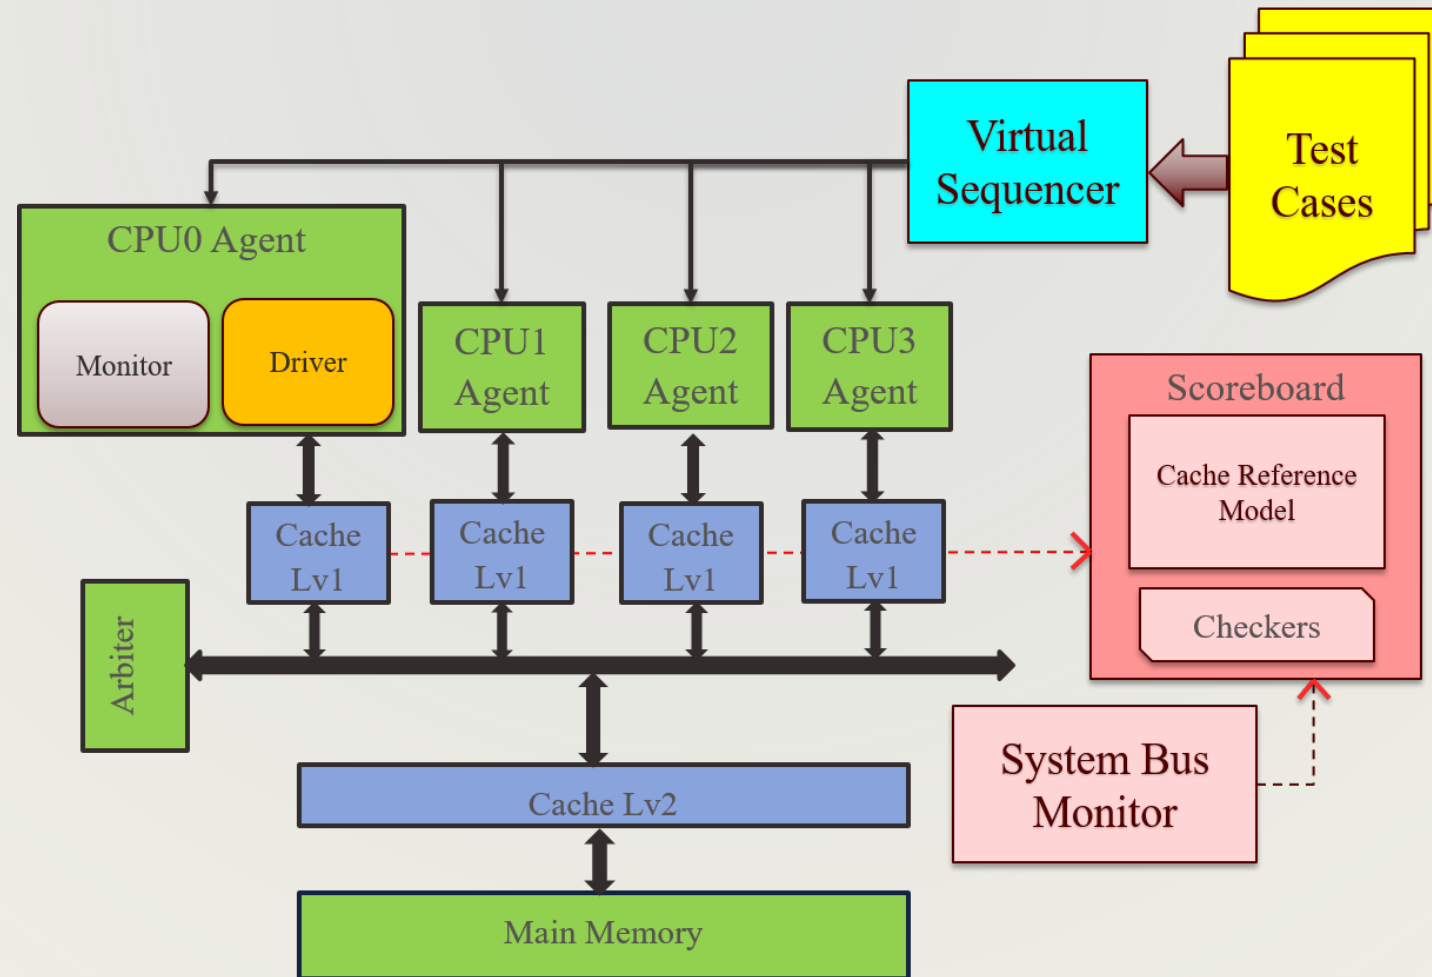 Virtual
Sequencer
Test
Cases
CPU0 Agent
Monitor
Driver
CPU1
Agent
CPU2
Agent
CPU3
Agent
Scoreboard
Cache Reference
Model
Checkers
Cache
Lv1
Cache
Lv1
Cache
Lv1
Cache
Lv1
Arbiter
System Bus
Monitor
Cache Lv2
Main Memory